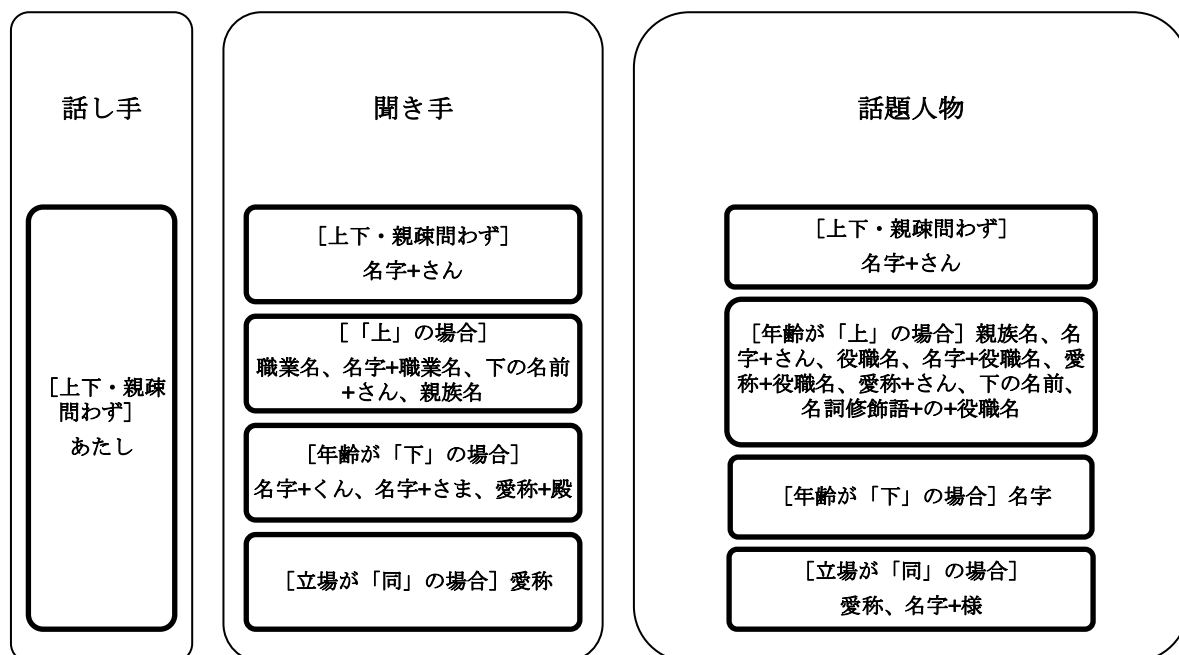 話し手
［上下・親疎
問わず］
あたし
聞き手
［上下・親疎問わず］
名字+さん
［「上」の場合］
職業名、名字+職業名、下の名前
+さん、親族名
［年齢が「下」の場合］
名字+くん、名字+さま、愛称+殿
［立場が「同」の場合］愛称
話題人物
［上下・親疎問わず］
名字+さん
［年齢が「上」の場合］親族名、名
字+さん、役職名、名字+役職名、愛
称+役職名、愛称+さん、下の名前、
名詞修飾語+の+役職名
［年齢が「下」の場合］名字
［立場が「同」の場合］
愛称、名字+様